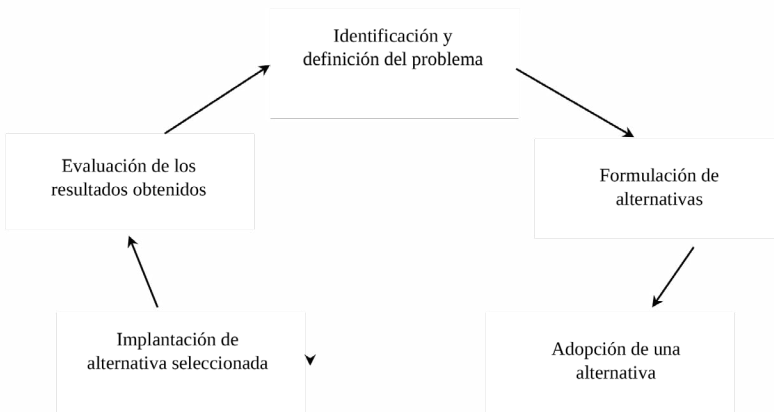 Identificación y
definición del problema
Formulación de
alternativas
Adopción de una
alternativa
Implantación de
alternativa seleccionada
Evaluación de los
resultados obtenidos